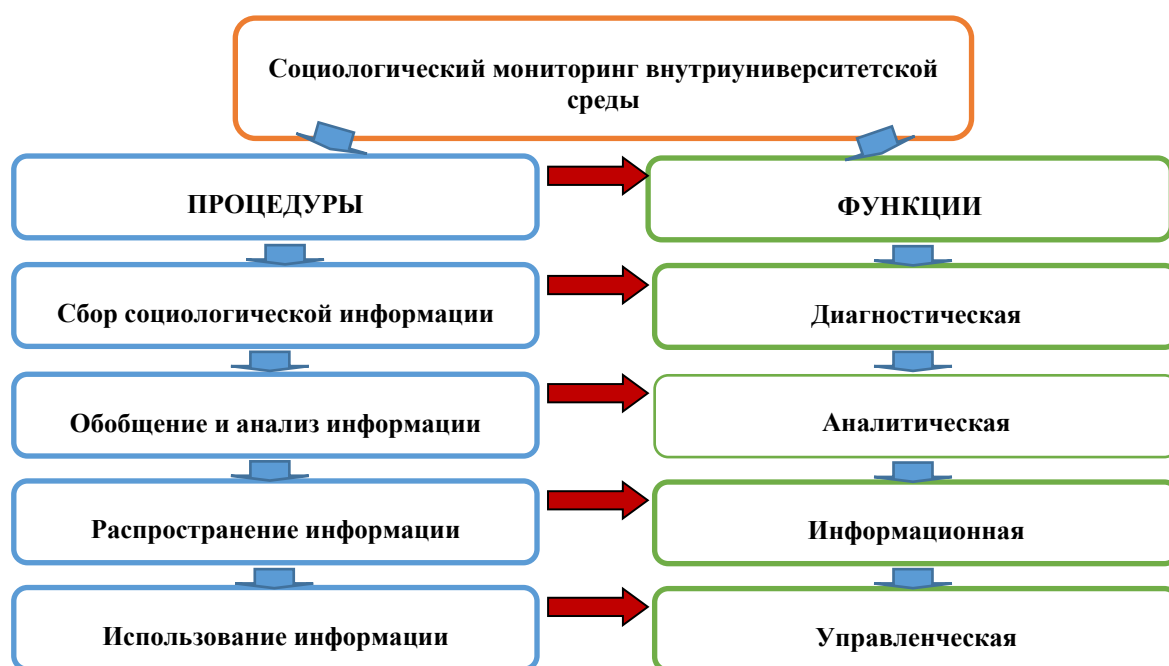 Социологический мониторинг внутриуниверситетской
среды
ПРОЦЕДУРЫ
ФУНКЦИИ
Сбор социологической информации
Диагностическая
Обобщение и анализ информации
Аналитическая
Распространение информации
Информационная
Использование информации
Управленческая